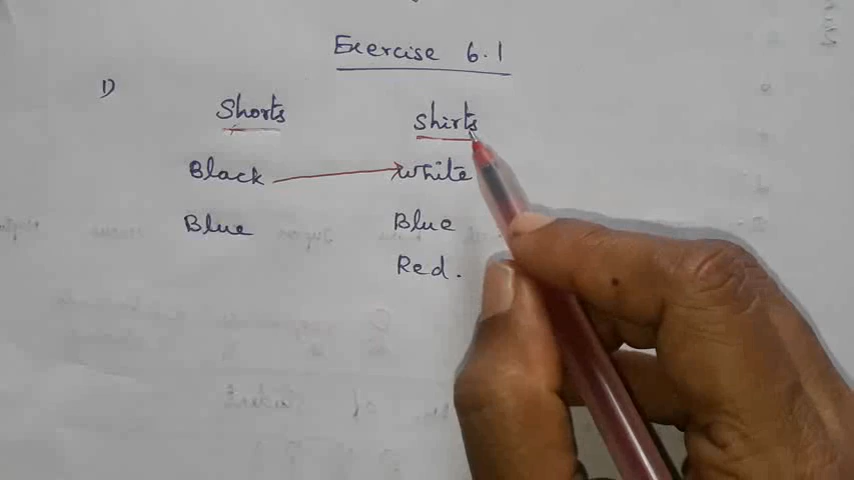 Exercise 6.1
1)
Shorts Shirts
Black White
Blue Blue
Red.